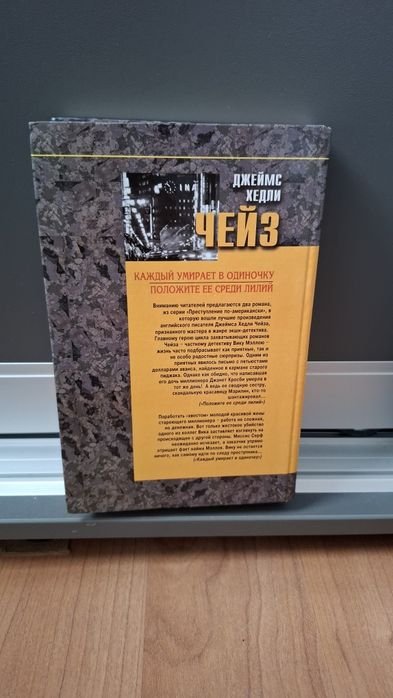 ДЖЕЙМС
ХЕДЛИ
ЧЕЙЗ
КАЖДЫЙ УМИРАЕТ В ОДИНОЧКУ
ПОЛОЖИТЕ ЕЕ СРЕДИ ЛИЛИЙ
Вниманию читателей предлагаются два романа,
из серии «Преступление по-американски», в
которую вошли лучшие произведения
английского писателя Джеймса Хедли Чейза,
признанного мастера в жанре экшн-детектива.
Главному герою цикла захватывающих романов
Чейза – частному детективу Вику Мэллою –
жизнь часто подбрасывает как приятные, так и
не особо радостные сюрпризы. Одним из
приятных явилось письмо с пятьюстами
долларами аванса, найденное в кармане старого
пиджака. Однако как обидно, что написавшая
его дочь миллионера Джанет Кросби умерла в
тот же день! А ведь ее сводную сестру,
скандальную красавицу Морилин, кто-то
шантажировал...
(«Положите ее среди лилий»)
Поработать «хвостом» молодой красивой жены
стареющего миллионера – работа не сложная,
но денежная. Вот только жестокое убийство
одного из коллег Вика заставляет взглянуть на
происходящее с другой стороны. Миссис Серф
неожиданно исчезает, а заказчик упрямо
отрицает факт найма Мэллоя. Вику не остается
ничего, как самому идти по следу преступника...
(«Каждый умирает в одиночку»)